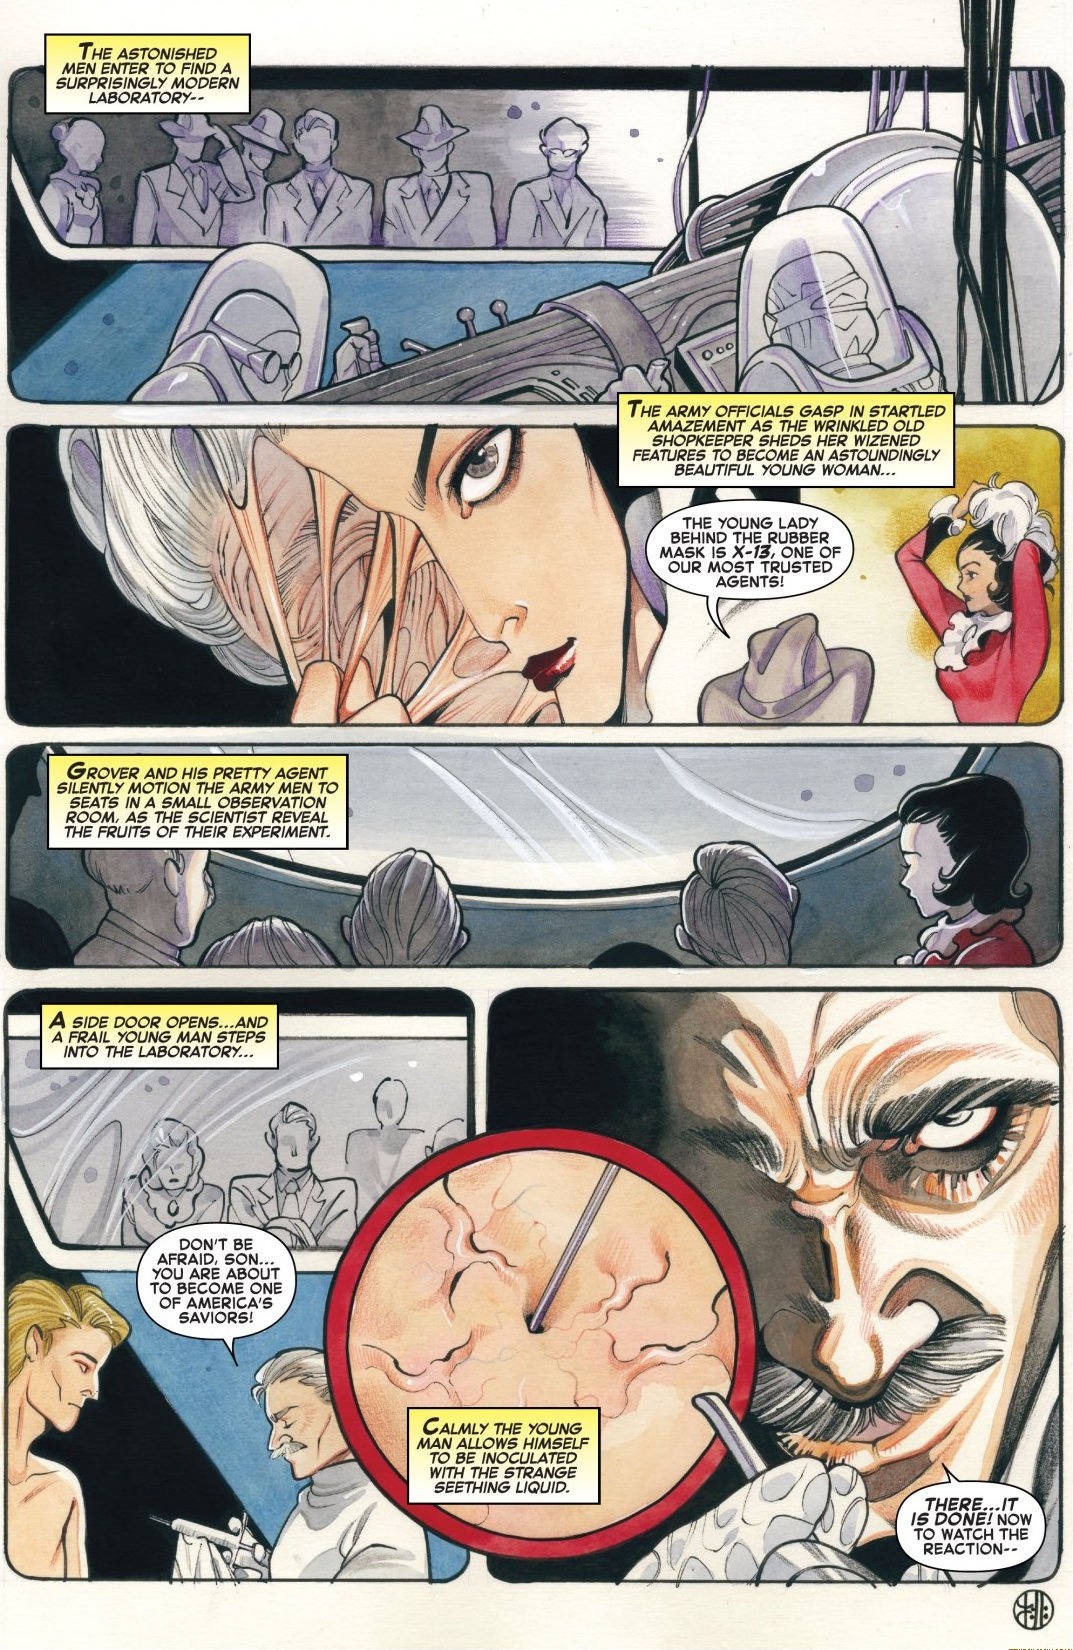 THE ASTONISHED
MEN ENTER TO FIND A
SURPRISINGLY MODERN
LABORATORY--
THE ARMY OFFICIALS GASP IN STARTLED
AMAZEMENT AS THE WRINKLED OLD
SHOPKEEPER SHEDS HER WIZENED
FEATURES TO BECOME AN ASTOUNDINGLY
BEAUTIFUL YOUNG WOMAN...
THE YOUNG LADY
BEHIND THE RUBBER
MASK IS X-13, ONE OF
OUR MOST TRUSTED
AGENTS!
GROVER AND HIS PRETTY AGENT
SILENTLY MOTION THE ARMY MEN TO
SEATS IN A SMALL OBSERVATION
ROOM, AS THE SCIENTIST REVEAL
THE FRUITS OF THEIR EXPERIMENT.
A SIDE DOOR OPENS...AND
A FRAIL YOUNG MAN STEPS
INTO THE LABORATORY...
DON'T BE
AFRAID, SON...
YOU ARE ABOUT
TO BECOME ONE
OF AMERICA'S
SAVIORS!
CALMLY THE YOUNG
MAN ALLOWS HIMSELF
TO BE INOCULATED
WITH THE STRANGE
SEETHING LIQUID.
THERE...IT
IS DONE! NOW
TO WATCH THE
REACTION--